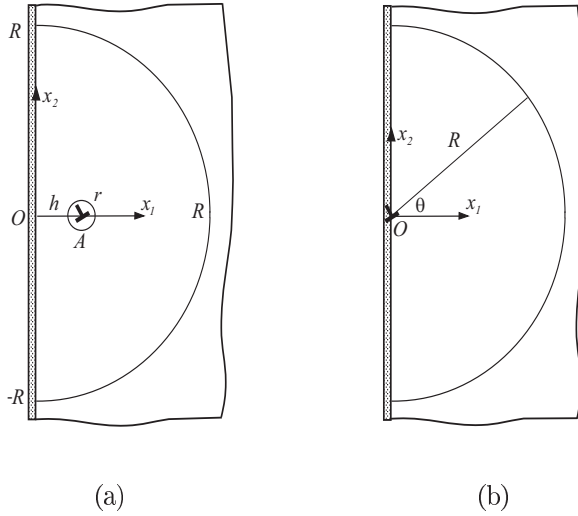 R
x₂
h r x₁
O A R
-R
(a)
x₂ R
θ x₁
O
(b)